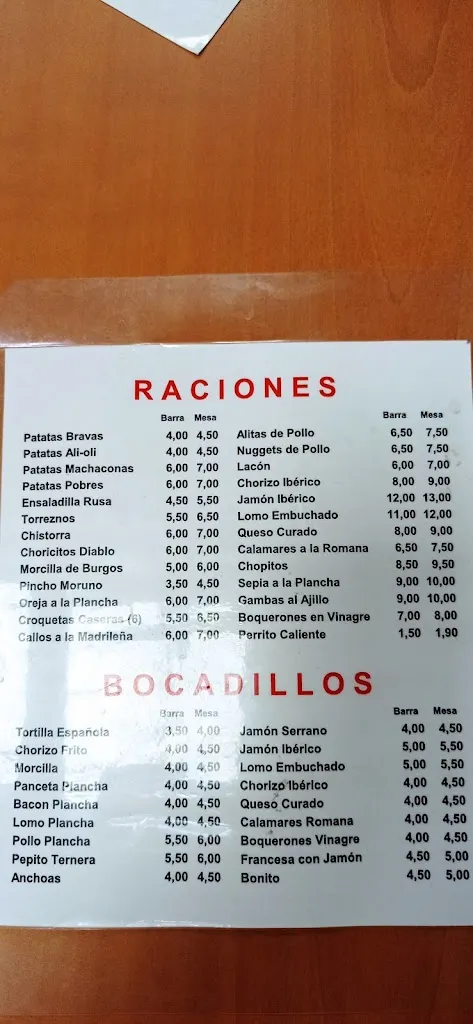 RACIONES
Barra Mesa Barra Mesa
Patatas Bravas 4,00 4,50 Alitas de Pollo 6,50 7,50
Patatas Ali-oli 4,00 4,50 Nuggets de Pollo 6,50 7,50
Patatas Machaconas 6,00 7,00 Lacón 6,00 7,00
Patatas Pobres 6,00 7,00 Chorizo Ibérico 8,00 9,00
Ensaladilla Rusa 4,50 5,50 Jamón Ibérico 12,00 13,00
Torreznos 5,50 6,50 Lomo Embuchado 11,00 12,00
Chistorra 6,00 7,00 Queso Curado 8,00 9,00
Choricitos Diablo 6,00 7,00 Calamares a la Romana 6,50 7,50
Morcilla de Burgos 5,00 6,00 Chopitos 8,50 9,50
Pincho Moruno 3,50 4,50 Sepia a la Plancha 9,00 10,00
Oreja a la Plancha 6,00 7,00 Gambas al Ajillo 9,00 10,00
Croquetas Caseras (6) 5,50 6,50 Boquerones en Vinagre 7,00 8,00
Callos a la Madrileña 6,00 7,00 Perrito Caliente 1,50 1,90
BOCADILLOS
Barra Mesa Barra Mesa
Tortilla Española 3,50 4,00 Jamón Serrano 4,00 4,50
Chorizo Frito 4,00 4,50 Jamón Ibérico 5,00 5,50
Morcilla 4,00 4,50 Lomo Embuchado 5,00 5,50
Panceta Plancha 4,00 4,50 Chorizo Ibérico 4,00 4,50
Bacon Plancha 4,00 4,50 Queso Curado 4,00 4,50
Lomo Plancha 4,00 4,50 Calamares Romana 4,00 4,50
Pollo Plancha 5,50 6,00 Boquerones Vinagre 4,00 4,50
Pepito Ternera 5,50 6,00 Francesa con Jamón 4,50 5,00
Anchoas 4,00 4,50 Bonito 4,50 5,00